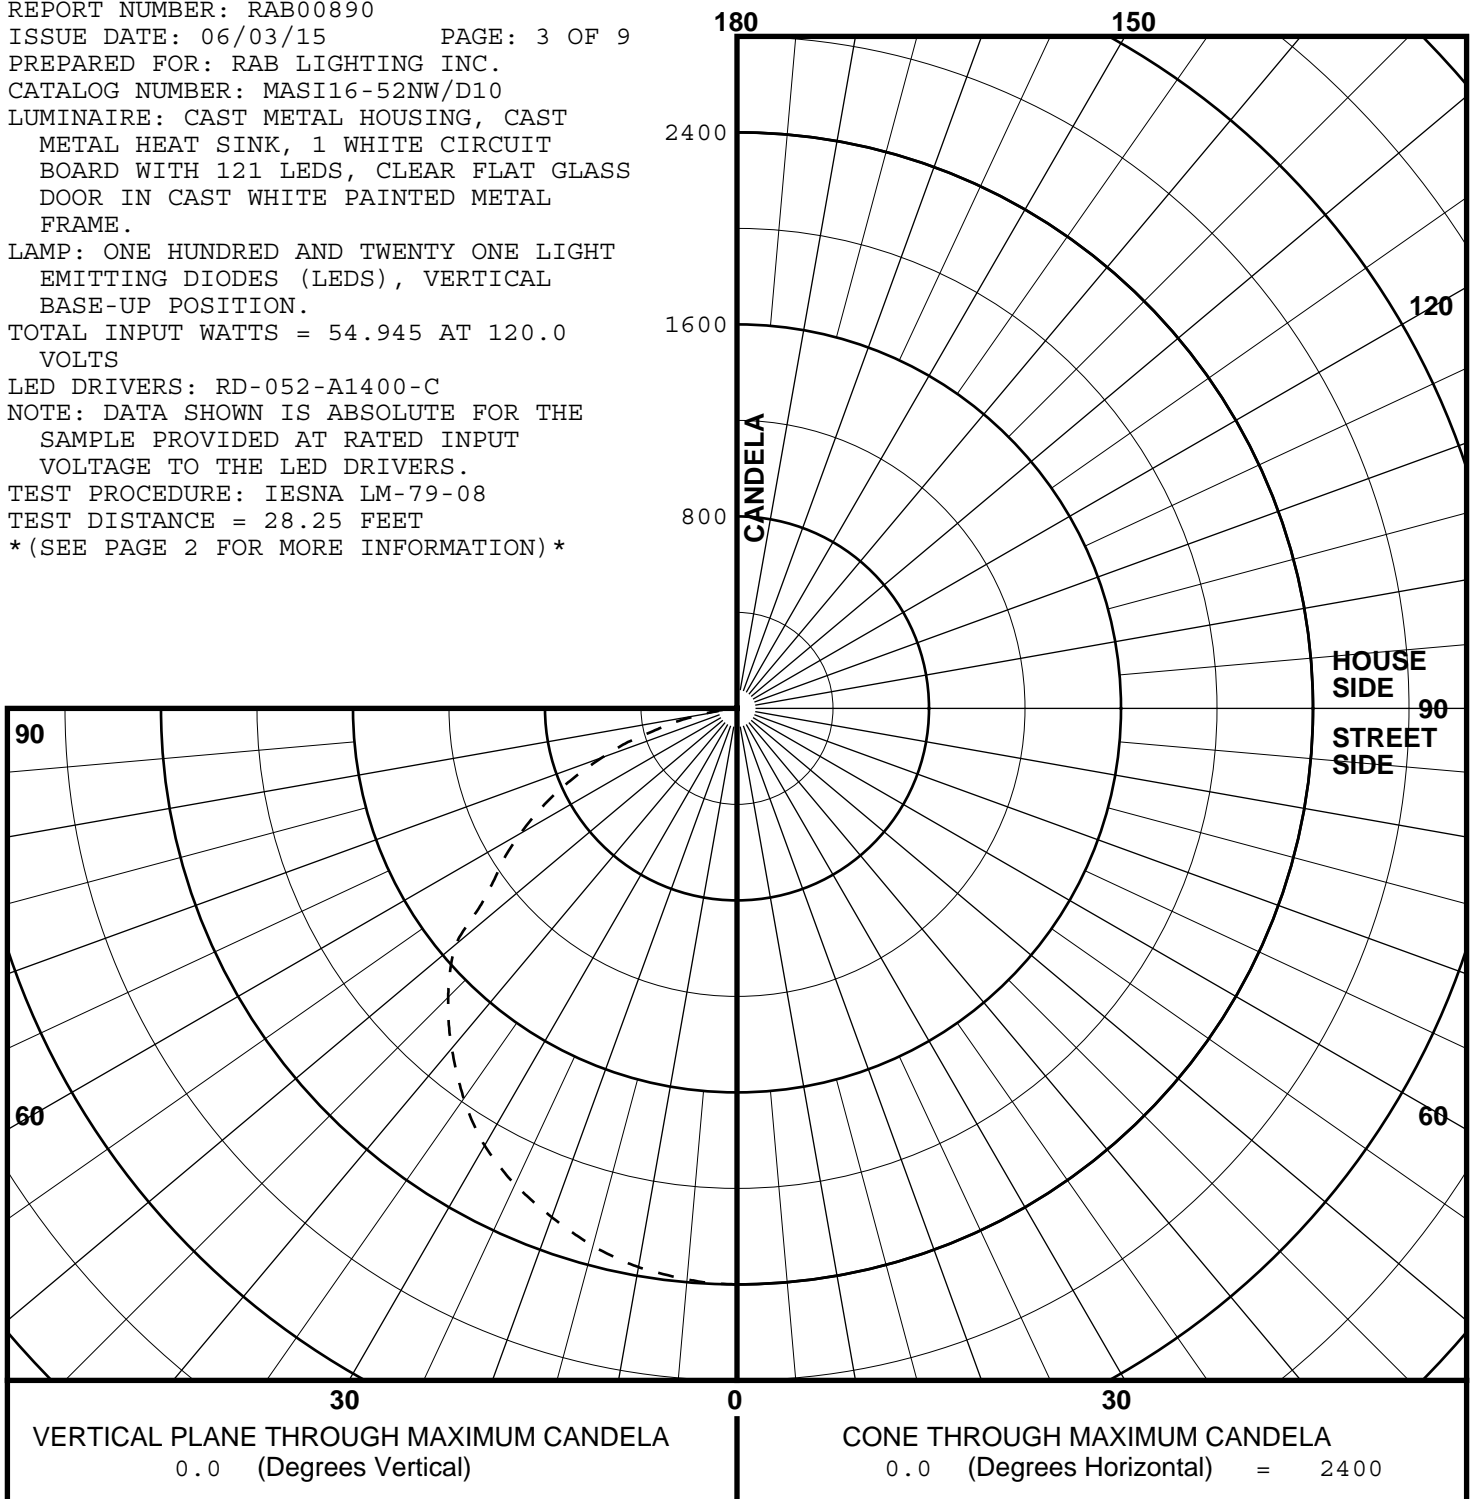 REPORT NUMBER: RAB00890
ISSUE DATE: 06/03/15 PAGE: 3 OF 9
PREPARED FOR: RAB LIGHTING INC.
CATALOG NUMBER: MASI16-52NW/D10
LUMINAIRE: CAST METAL HOUSING, CAST
METAL HEAT SINK, 1 WHITE CIRCUIT
BOARD WITH 121 LEDS, CLEAR FLAT GLASS
DOOR IN CAST WHITE PAINTED METAL
FRAME.
LAMP: ONE HUNDRED AND TWENTY ONE LIGHT
EMITTING DIODES (LEDS), VERTICAL
BASE-UP POSITION.
TOTAL INPUT WATTS = 54.945 AT 120.0
VOLTS
LED DRIVERS: RD-052-A1400-C
NOTE: DATA SHOWN IS ABSOLUTE FOR THE
SAMPLE PROVIDED AT RATED INPUT
VOLTAGE TO THE LED DRIVERS.
TEST PROCEDURE: IESNA LM-79-08
TEST DISTANCE = 28.25 FEET
*(SEE PAGE 2 FOR MORE INFORMATION)*
180
150
2400
120
1600
CANDELA
800
HOUSE
SIDE
90
90
STREET
SIDE
60
60
30
0
30
VERTICAL PLANE THROUGH MAXIMUM CANDELA
0.0 (Degrees Vertical)
CONE THROUGH MAXIMUM CANDELA
0.0 (Degrees Horizontal) = 2400